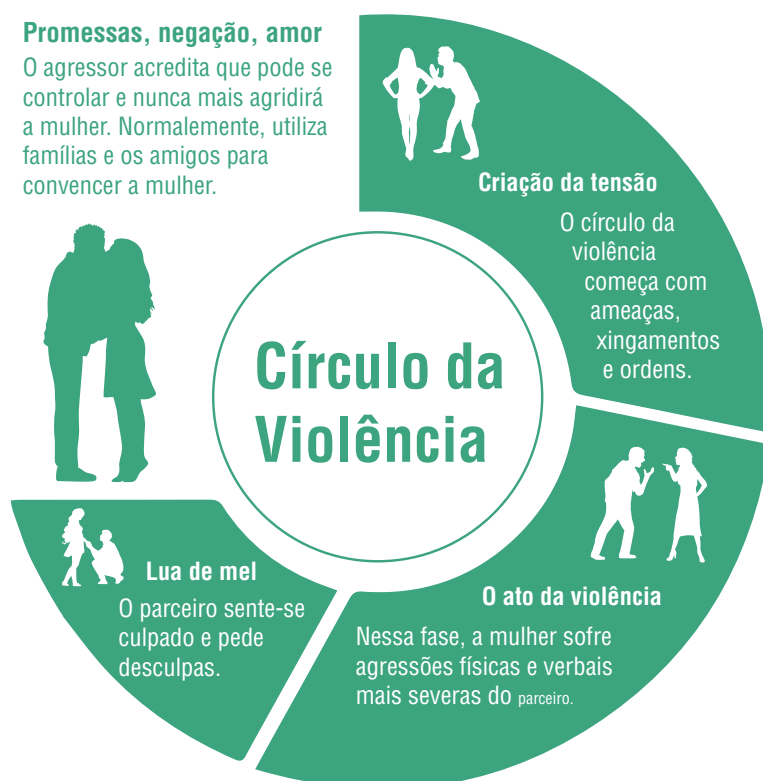 Promessas, negação, amor
O agressor acredita que pode se
controlar e nunca mais agridirá
a mulher. Normalemente, utiliza
famílias e os amigos para
convencer a mulher.
Criação da tensão
O círculo da
violência
começa com
ameaças,
xingamentos
e ordens.
Círculo da
Violência
O ato da violência
Nessa fase, a mulher sofre
agressões físicas e verbais
mais severas do parceiro.
Lua de mel
O parceiro sente-se
culpado e pede
desculpas.